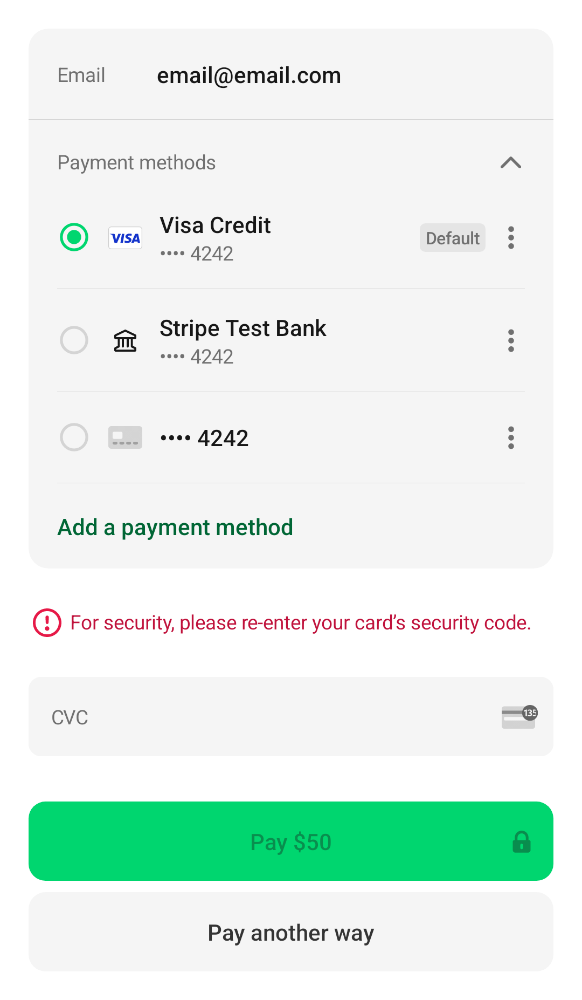 Email email@email.com
Payment methods
VISA Visa Credit Default
•••• 4242
Stripe Test Bank
•••• 4242
•••• 4242
Add a payment method
For security, please re-enter your card’s security code.
CVC 135
Pay $50
Pay another way